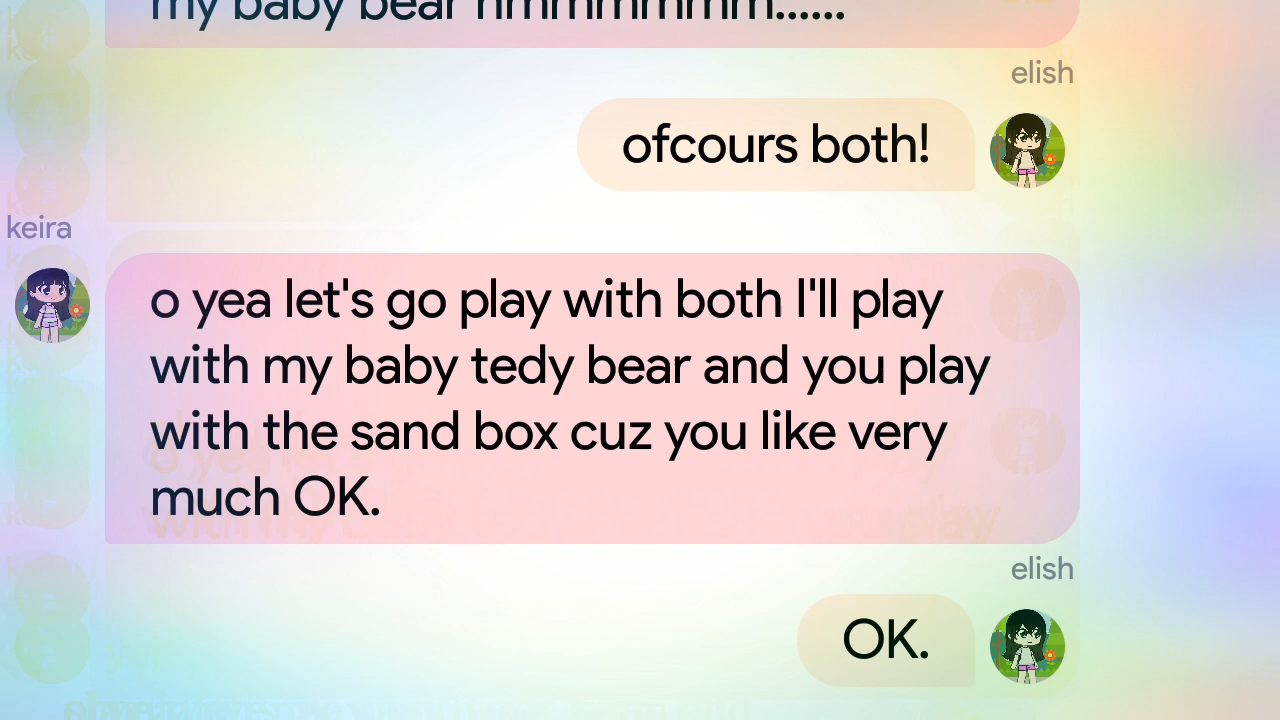 my baby bear hmmmmmm......
elish
ofcours both!
keira
o yea let's go play with both I'll play
with my baby tedy bear and you play
with the sand box cuz you like very
much OK.
elish
OK.